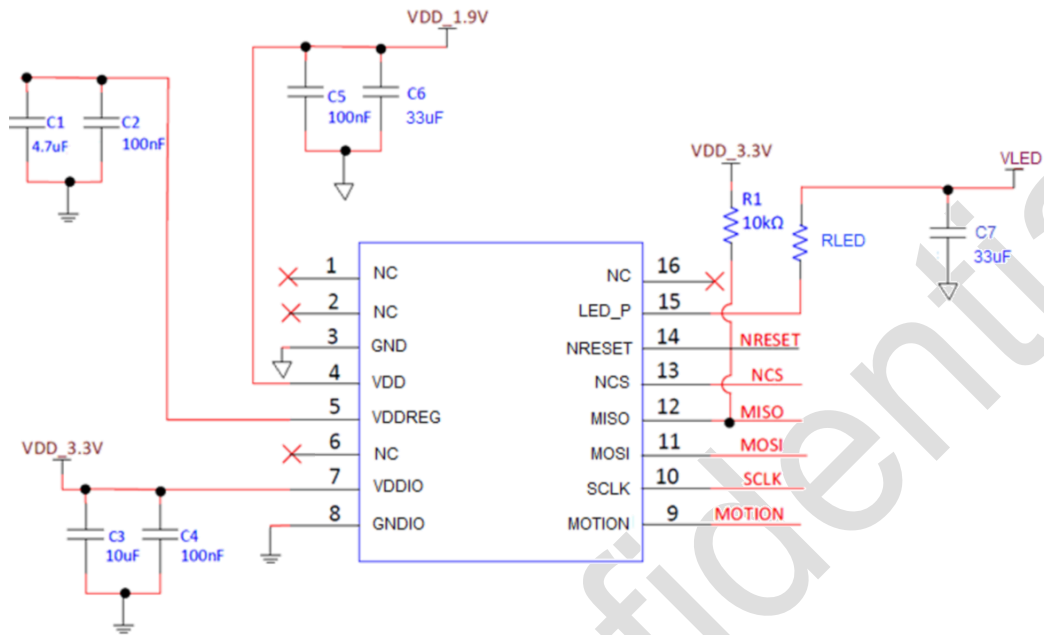 VDD_1.9V
C5
100nF
C6
33uF
C1
4.7uF
C2
100nF
VDD_3.3V
R1
10kΩ
VLED
RLED
C7
33uF
1 NC
2 NC
3 GND
4 VDD
5 VDDREG
6 NC
7 VDDIO
8 GNDIO
NC 16
LED_P 15
NRESET 14 NRESET
NCS 13 NCS
MISO 12 MISO
MOSI 11 MOSI
SCLK 10 SCLK
MOTION 9 MOTION
VDD_3.3V
C3
10uF
C4
100nF
fidentia